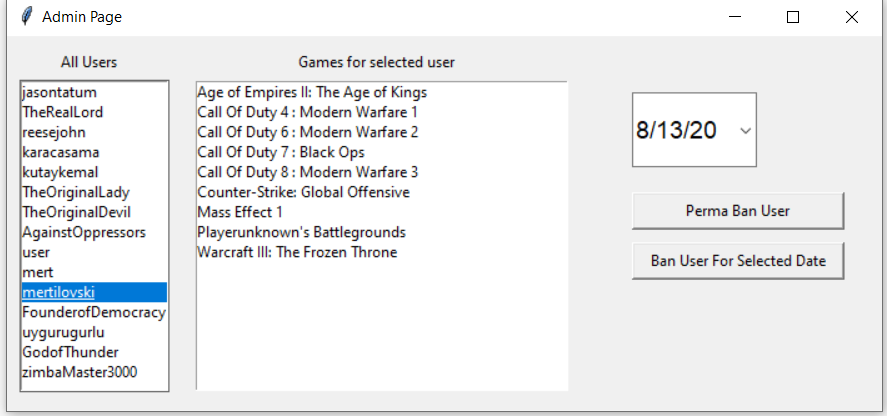 Admin Page
All Users
jasontatum
TheRealLord
reesejohn
karacasama
kutaykemal
TheOriginalLady
TheOriginalDevil
AgainstOppressors
user
mert
mertilovski
FounderofDemocracy
uygurugurlu
GodofThunder
zimbaMaster3000
Games for selected user
Age of Empires II: The Age of Kings
Call Of Duty 4 : Modern Warfare 1
Call Of Duty 6 : Modern Warfare 2
Call Of Duty 7 : Black Ops
Call Of Duty 8 : Modern Warfare 3
Counter-Strike: Global Offensive
Mass Effect 1
Playerunknown's Battlegrounds
Warcraft III: The Frozen Throne
8/13/20
Perma Ban User
Ban User For Selected Date